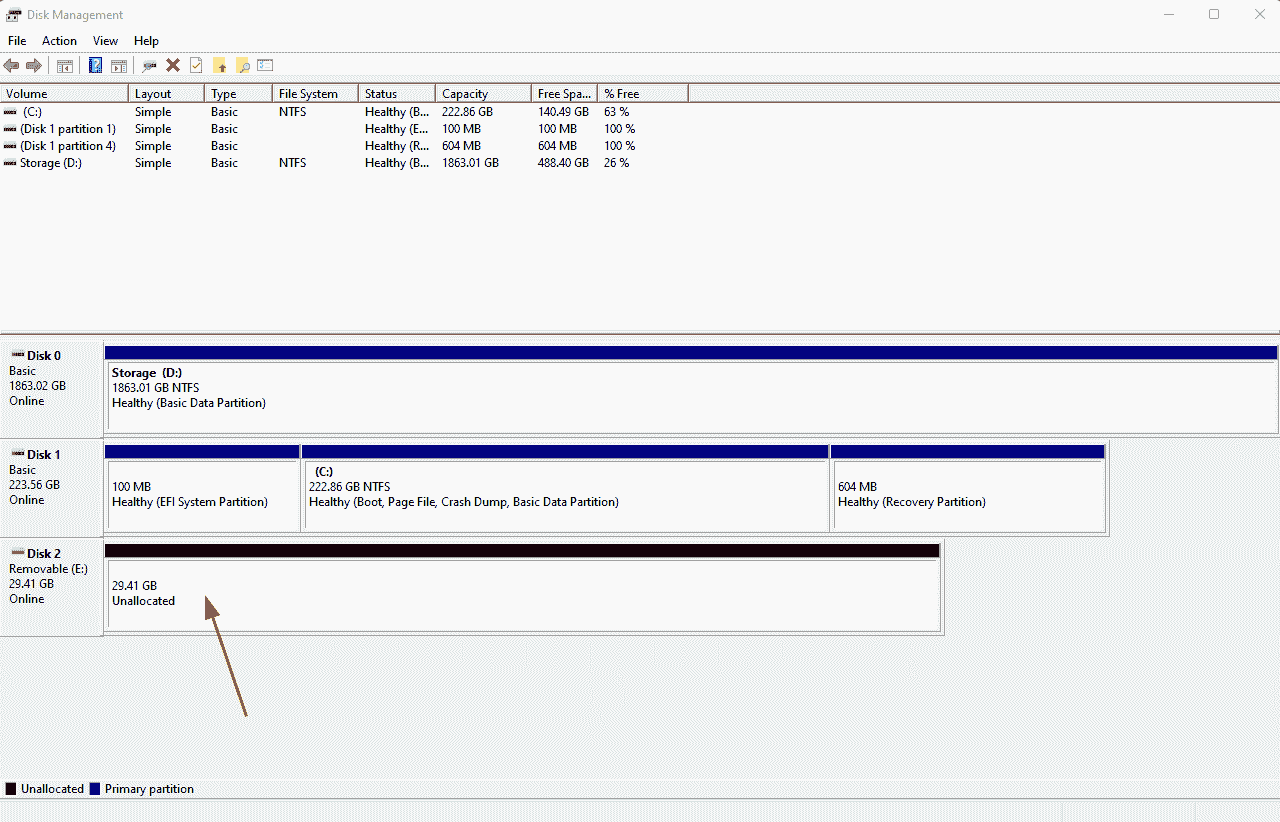 Disk Management
File Action View Help
Volume Layout Type File System Status Capacity Free Spa... % Free
(C:) Simple Basic NTFS Healthy (B... 222.86 GB 140.49 GB 63 %
(Disk 1 partition 1) Simple Basic Healthy (E... 100 MB 100 MB 100 %
(Disk 1 partition 4) Simple Basic Healthy (R... 604 MB 604 MB 100 %
Storage (D:) Simple Basic NTFS Healthy (B... 1863.01 GB 488.40 GB 26 %
Disk 0
Basic
1863.02 GB
Online
Storage (D:)
1863.01 GB NTFS
Healthy (Basic Data Partition)
Disk 1
Basic
223.56 GB
Online
100 MB
Healthy (EFI System Partition)
(C:)
222.86 GB NTFS
Healthy (Boot, Page File, Crash Dump, Basic Data Partition)
604 MB
Healthy (Recovery Partition)
Disk 2
Removable (E:)
29.41 GB
Online
29.41 GB
Unallocated
Unallocated Primary partition